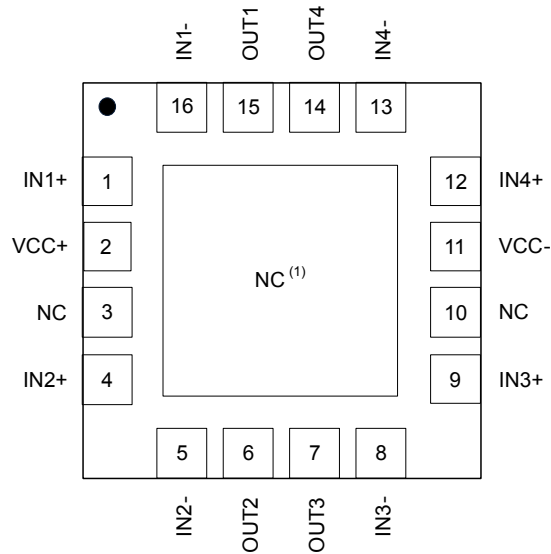 IN1-
OUT1
OUT4
IN4-
16
15
14
13
IN1+
1
12
IN4+
VCC+
2
11
VCC-
NC (1)
NC
3
10
NC
IN2+
4
9
IN3+
5
6
7
8
IN2-
OUT2
OUT3
IN3-